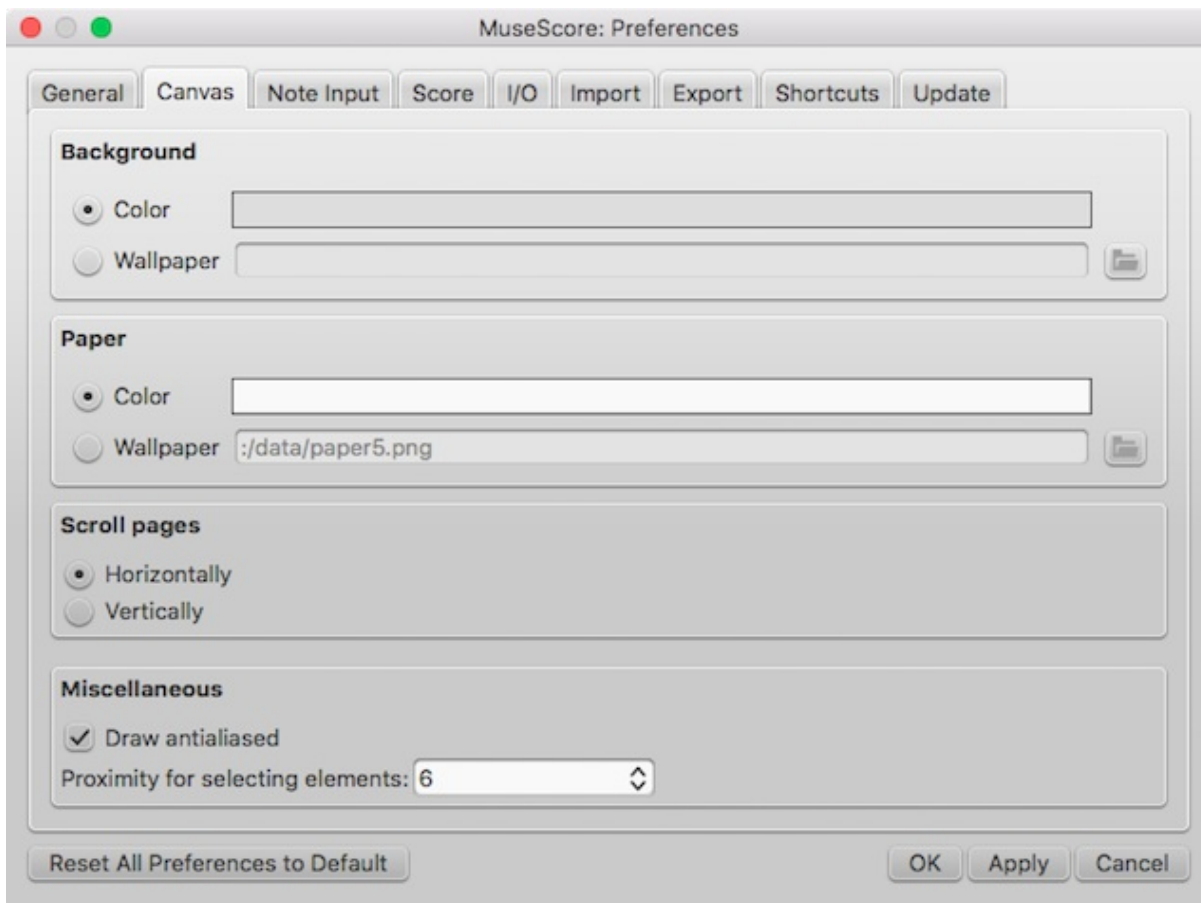 MuseScore: Preferences
General Canvas Note Input Score I/O Import Export Shortcuts Update
Background
Color
Wallpaper
Paper
Color
Wallpaper :/data/paper5.png
Scroll pages
Horizontally
Vertically
Miscellaneous
Draw antialiased
Proximity for selecting elements: 6
Reset All Preferences to Default OK Apply Cancel